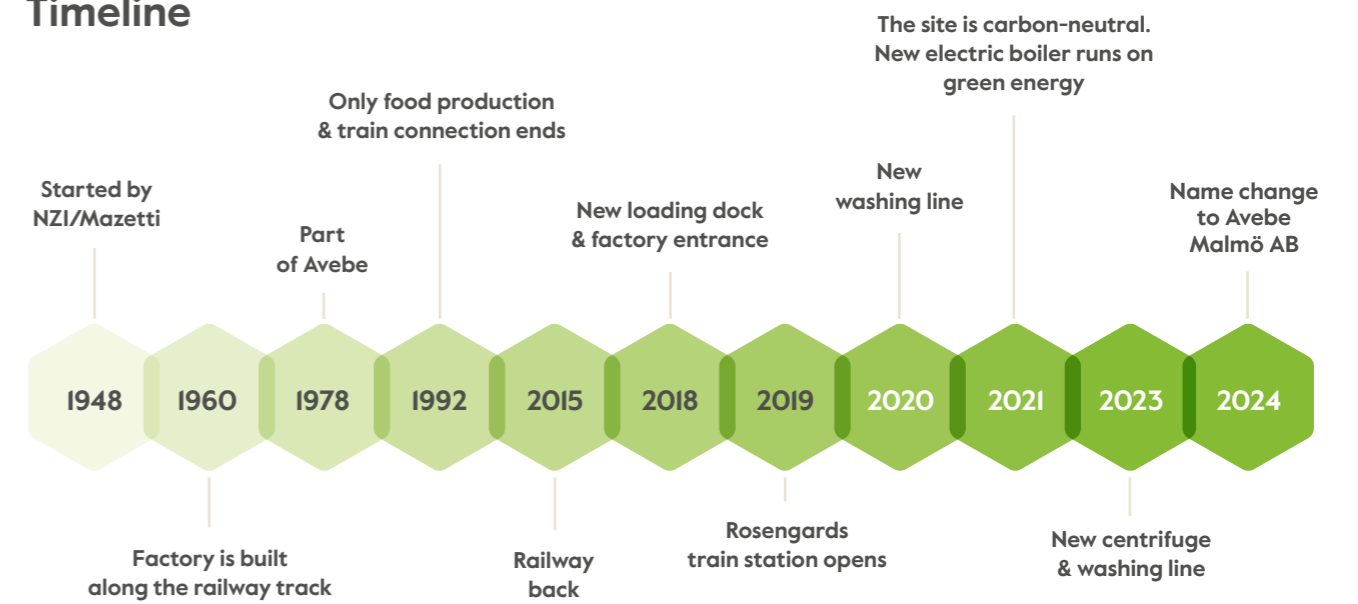 Timeline
The site is carbon-neutral.
New electric boiler runs on
green energy
Only food production
& train connection ends
New
washing line
Started by
NZI/Mazetti
Name change
to Avebe
Malmö AB
New loading dock
& factory entrance
Part
of Avebe
1948 1960 1978 1992 2015 2018 2019 2020 2021 2023 2024
Factory is built
along the railway track
Railway
back
Rosengards
train station opens
New centrifuge
& washing line